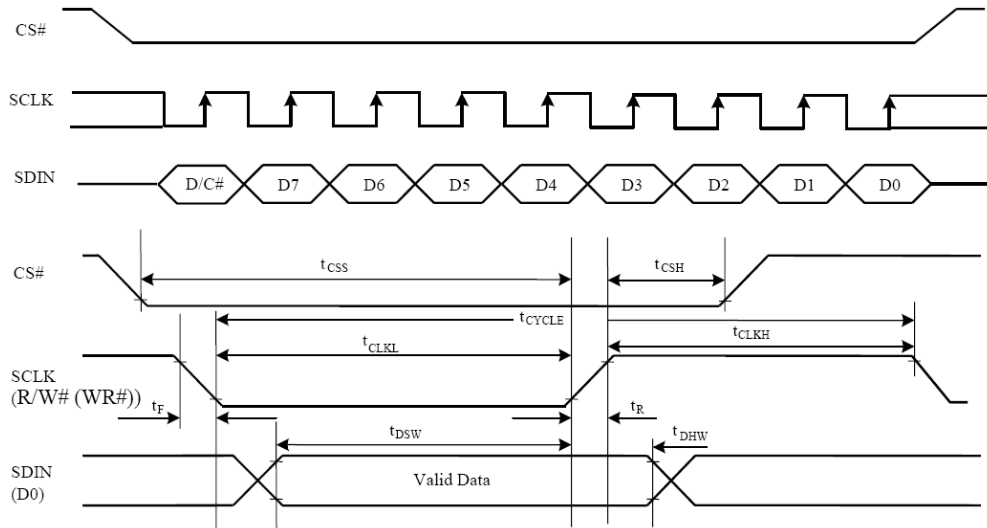 CS#
SCLK
SDIN
D/C# D7 D6 D5 D4 D3 D2 D1 D0
CS#
tCSS
tCSH
tCYCLE
tCLKL
tCLKH
SCLK
(R/W# (WR#))
tF
tR
tDSW
tDHW
SDIN
(D0)
Valid Data